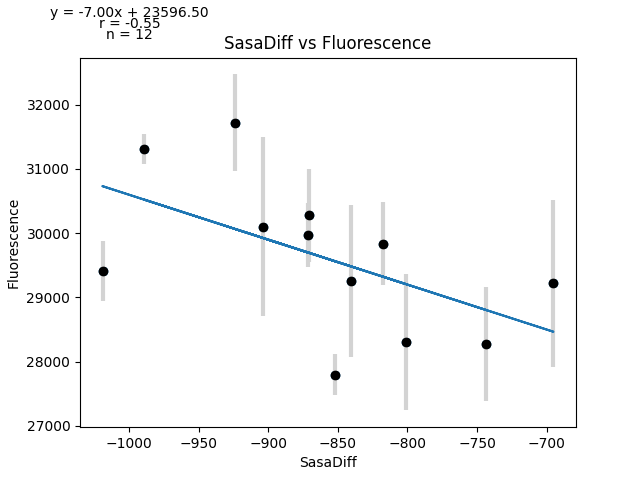 y = -7.00x + 23596.50
r = -0.55
n = 12
SasaDiff vs Fluorescence
32000
31000
30000
29000
28000
27000
Fluorescence
−1000
−950
−900
−850
−800
−750
−700
SasaDiff